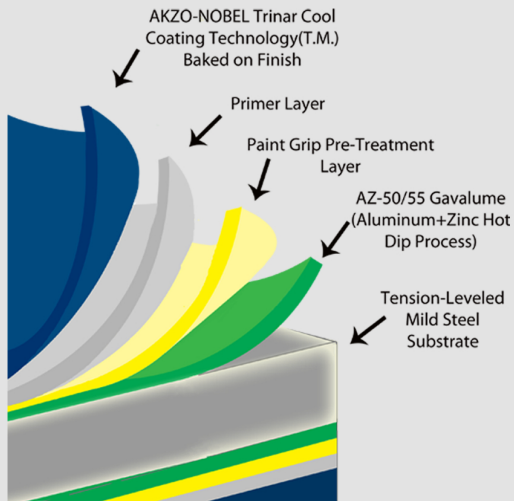 AKZO-NOBEL Trinar Cool
Coating Technology(T.M.)
Baked on Finish
Primer Layer
Paint Grip Pre-Treatment
Layer
AZ-50/55 Gavalume
(Aluminum+Zinc Hot
Dip Process)
Tension-Leveled
Mild Steel
Substrate